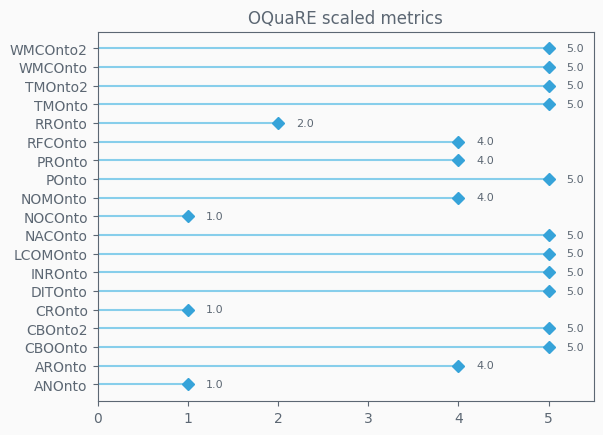 OQuaRE scaled metrics
WMCOnto2 5.0
WMCOnto 5.0
TMOnto2 5.0
TMOnto 5.0
RROnto 2.0
RFCOnto 4.0
PROnto 4.0
POnto 5.0
NOMOnto 4.0
NOCOnto 1.0
NACOnto 5.0
LCOMOnto 5.0
INROnto 5.0
DITOnto 5.0
CROnto 1.0
CBOnto2 5.0
CBOOnto 5.0
AROnto 4.0
ANOnto 1.0
0 1 2 3 4 5